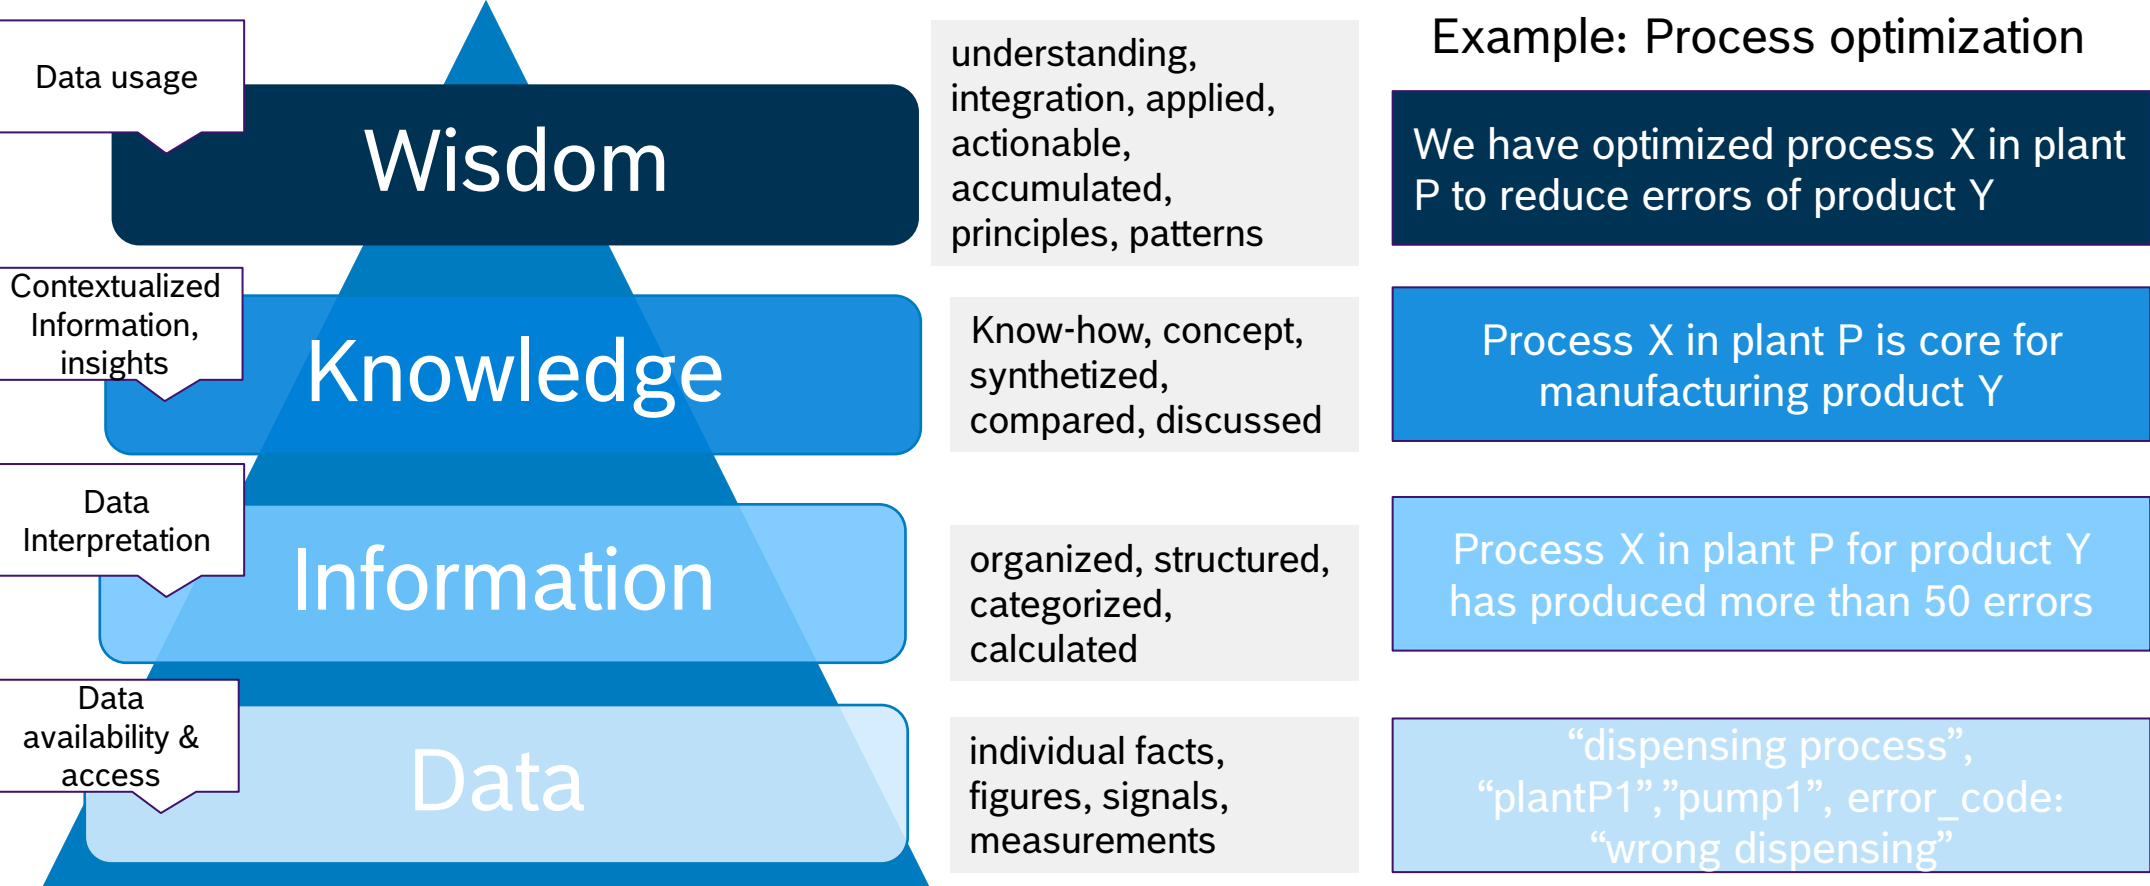 Example: Process optimization
Data usage
Wisdom
understanding,
integration, applied,
actionable,
accumulated,
principles, patterns
We have optimized process X in plant
P to reduce errors of product Y
Contextualized
Information,
insights
Knowledge
Know-how, concept,
synthetized,
compared, discussed
Process X in plant P is core for
manufacturing product Y
Data
Interpretation
Information
organized, structured,
categorized,
calculated
Process X in plant P for product Y
has produced more than 50 errors
Data
availability &
access
Data
individual facts,
figures, signals,
measurements
“dispensing process”,
“plantP1”,”pump1”, error_code:
“wrong dispensing”